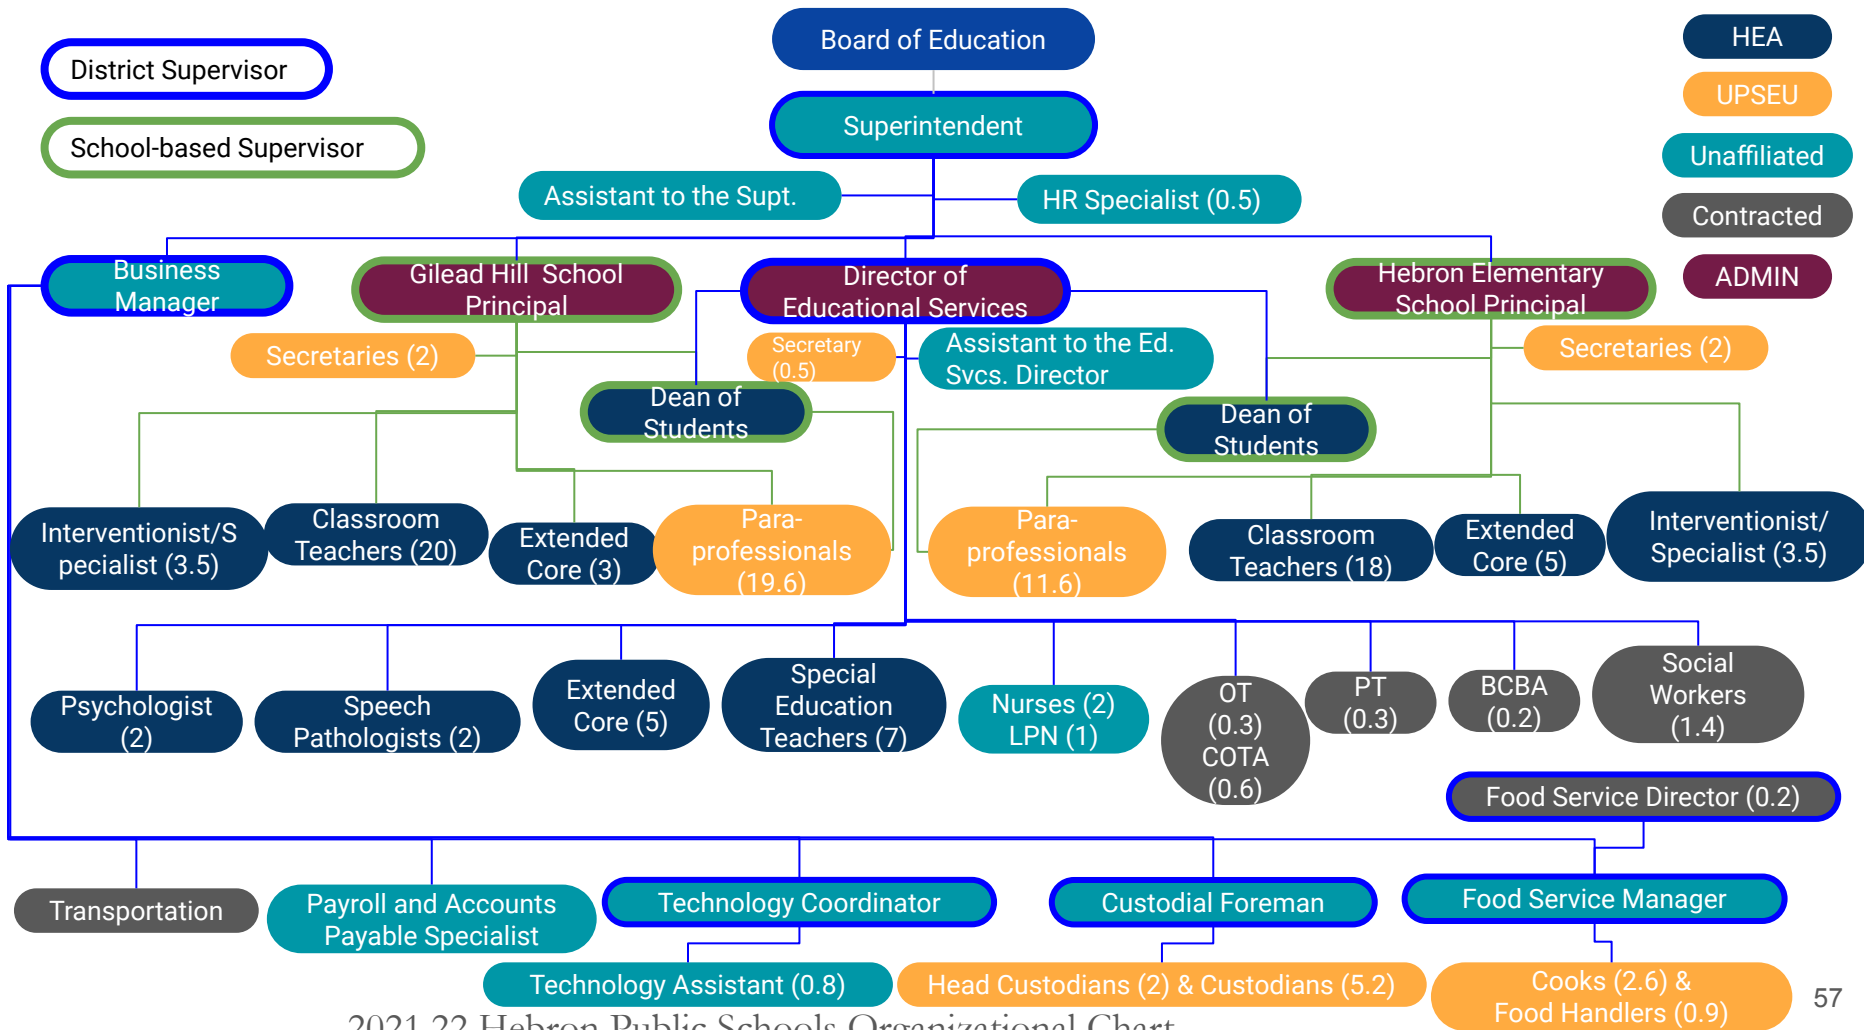 Board of Education
HEA
District Supervisor
UPSEU
Superintendent
School-based Supervisor
Unaffiliated
Assistant to the Supt.
HR Specialist (0.5)
Contracted
Business
Manager
Gilead Hill School
Principal
Director of
Educational Services
Hebron Elementary
School Principal
ADMIN
Secretaries (2)
Secretary
(0.5)
Assistant to the Ed.
Svcs. Director
Secretaries (2)
Dean of
Students
Dean of
Students
Interventionist/S
pecialist (3.5)
Classroom
Teachers (20)
Extended
Core (3)
Para-
professionals
(19.6)
Para-
professionals
(11.6)
Classroom
Teachers (18)
Extended
Core (5)
Interventionist/
Specialist (3.5)
Psychologist
(2)
Speech
Pathologists (2)
Extended
Core (5)
Special
Education
Teachers (7)
Nurses (2)
LPN (1)
OT
(0.3)
COTA
(0.6)
PT
(0.3)
BCBA
(0.2)
Social
Workers
(1.4)
Food Service Director (0.2)
Transportation
Payroll and Accounts
Payable Specialist
Technology Coordinator
Custodial Foreman
Food Service Manager
Technology Assistant (0.8)
Head Custodians (2) & Custodians (5.2)
Cooks (2.6) &
Food Handlers (0.9)
57
2021-22 Hebron Public Schools Organizational Chart